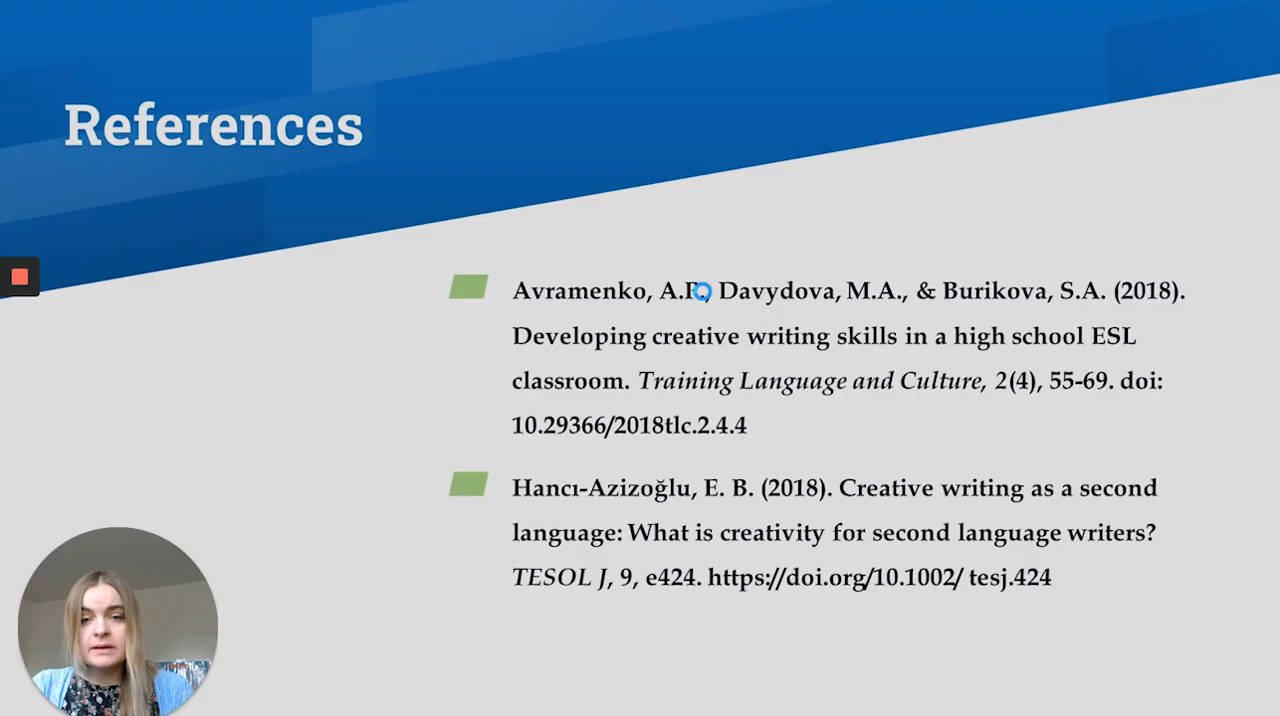 References
Avramenko, A.P., Davydova, M.A., & Burikova, S.A. (2018).
Developing creative writing skills in a high school ESL
classroom. Training Language and Culture, 2(4), 55-69. doi:
10.29366/2018tlc.2.4.4
Hancı-Azizoğlu, E. B. (2018). Creative writing as a second
language: What is creativity for second language writers?
TESOL J, 9, e424. https://doi.org/10.1002/ tesj.424